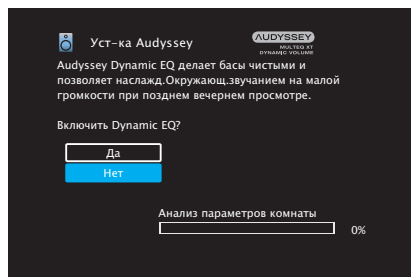 Уст-ка Audyssey
AUDYSSEY
MULTEQ XT
DYNAMIC VOLUME
Audyssey Dynamic EQ делает басы чистыми и
позволяет наслажд.Окружающ.звучанием на малой
громкости при позднем вечернем просмотре.
Включить Dynamic EQ?
Да
Нет
Анализ параметров комнаты
0%